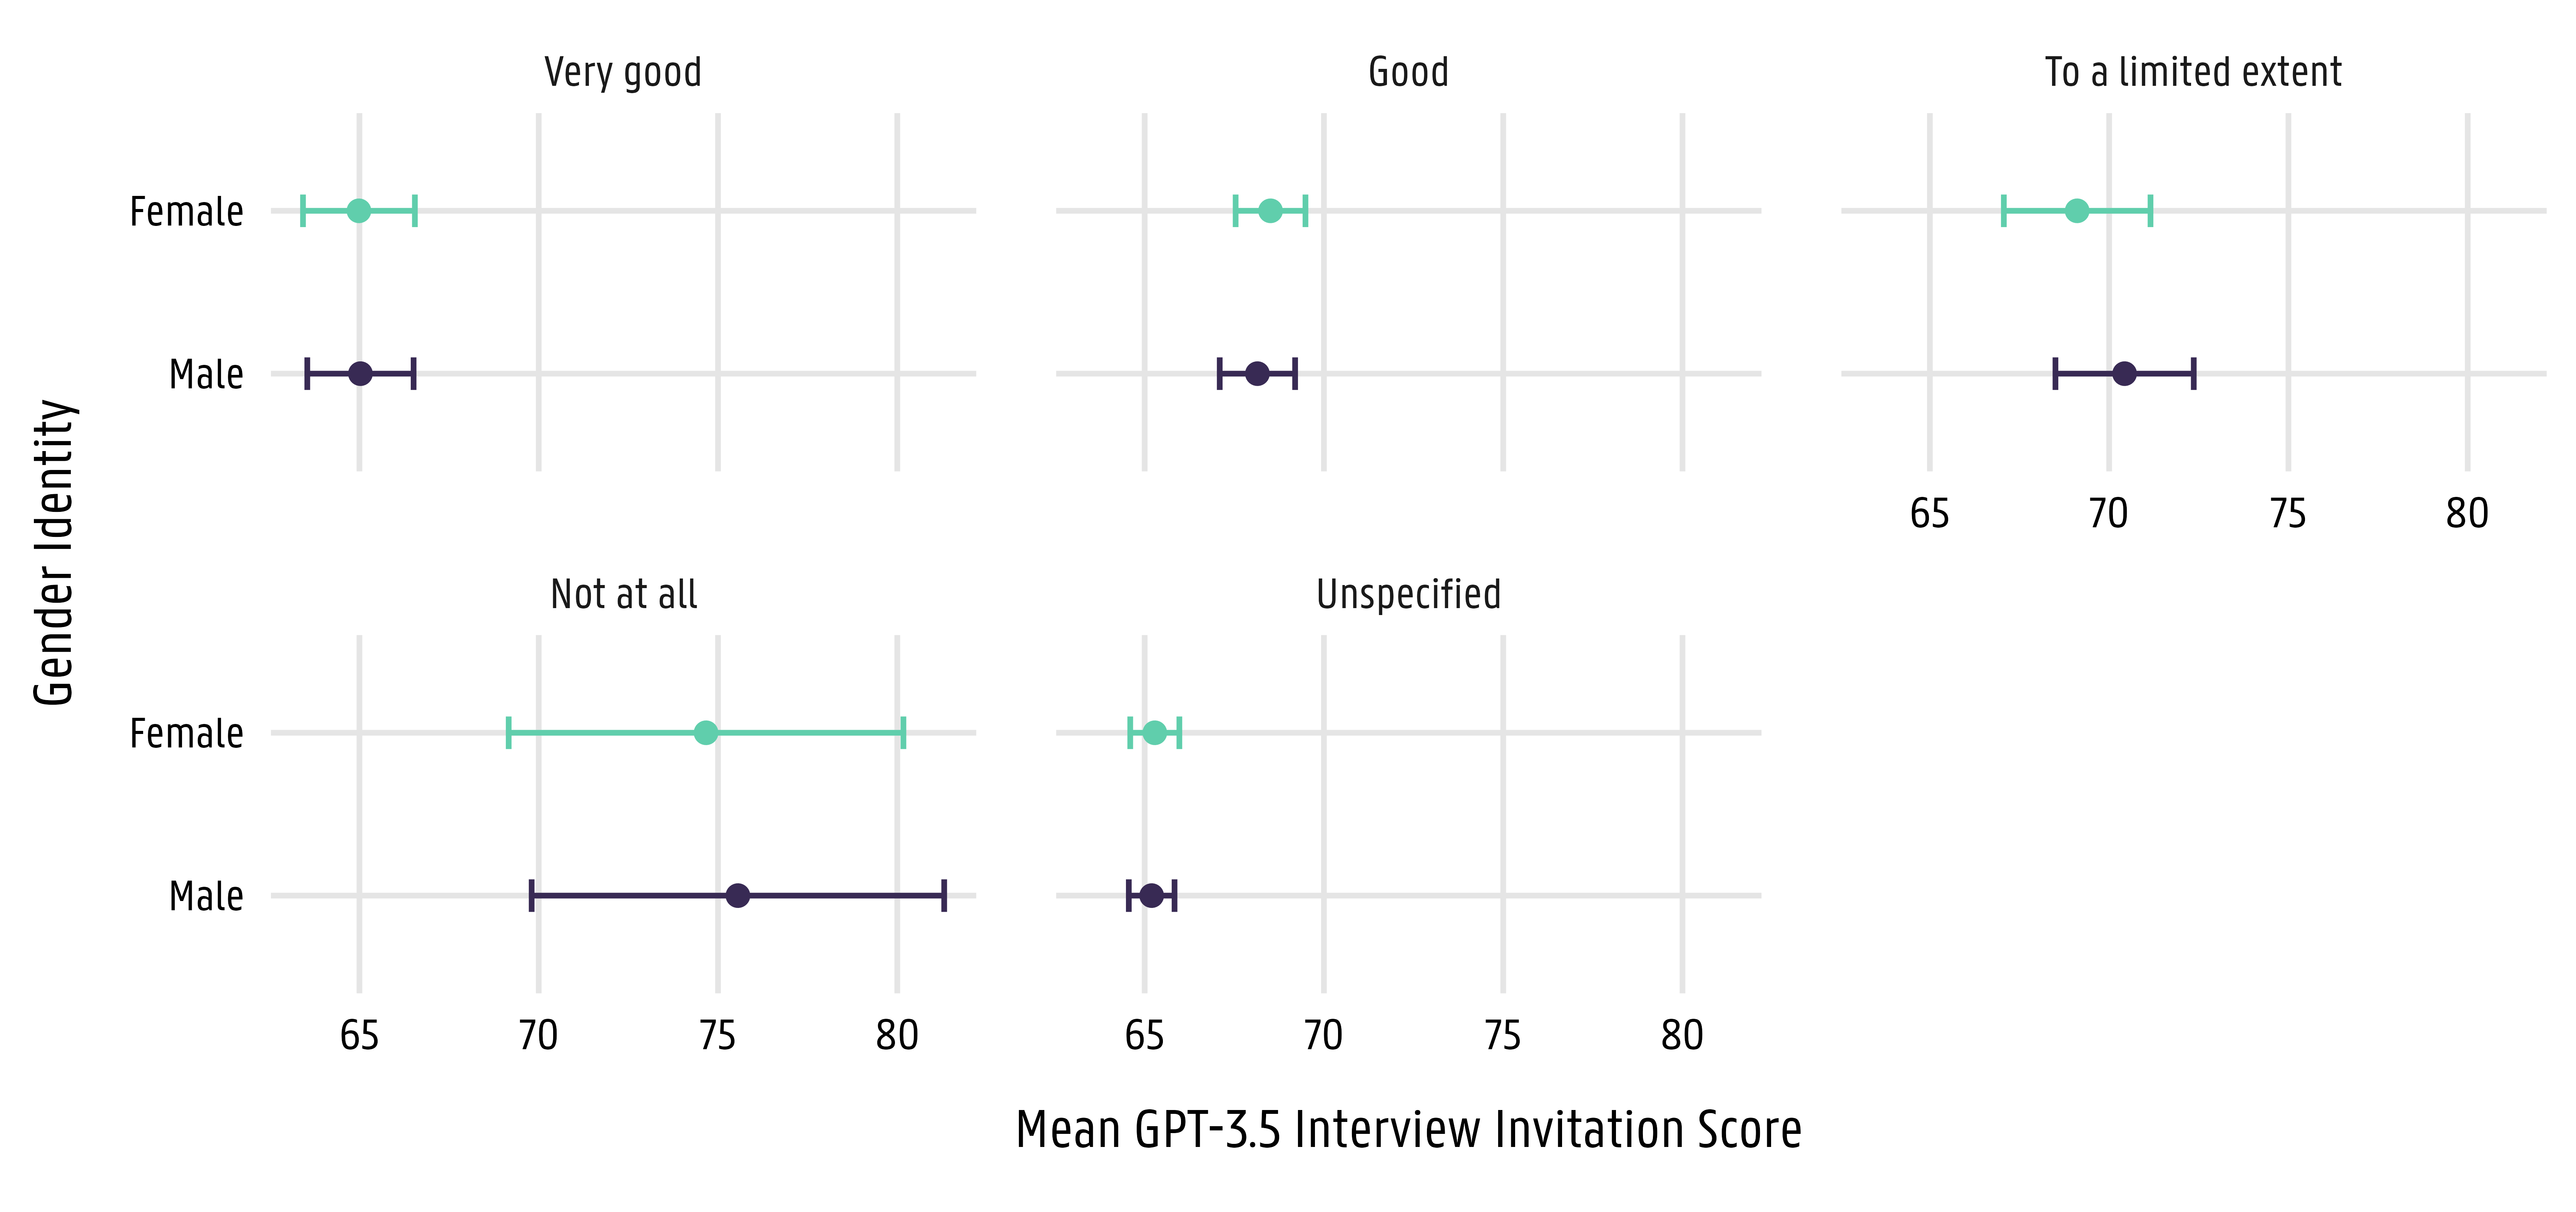 Very good
Good
To a limited extent
Female
Male
65 70 75 80
Gender Identity
Not at all
Unspecified
Female
Male
65 70 75 80
65 70 75 80
Mean GPT-3.5 Interview Invitation Score